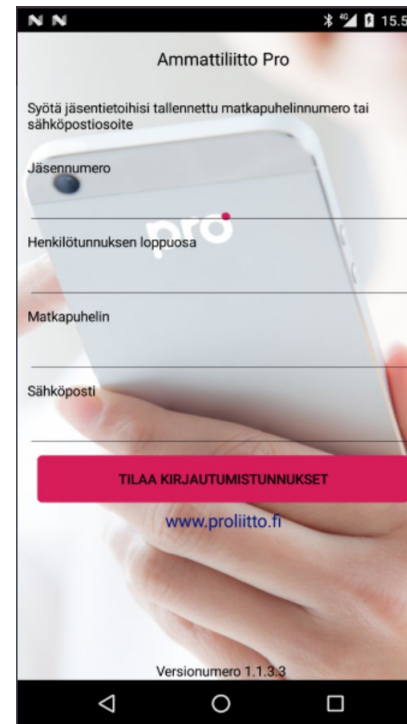 N N 4G 15.5
Ammattiliitto Pro
Syötä jäsentietoihisi tallennettu matkapuhelinnumero tai
sähköpostiosoite
Jäsennumero
pro
Henkilötunnuksen loppuosa
Matkapuhelin
Sähköposti
TILAA KIRJAUTUMISTUNNUKSET
www.proliitto.fi
Versionumero 1.1.3.3